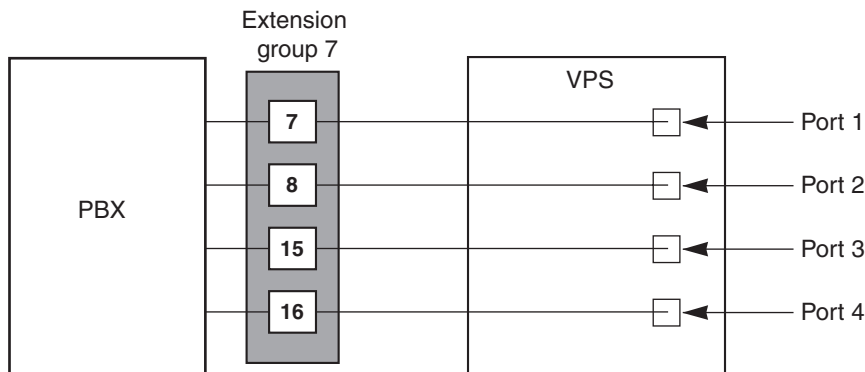 Extension
group 7
VPS
7
Port 1
8
Port 2
PBX
15
Port 3
16
Port 4